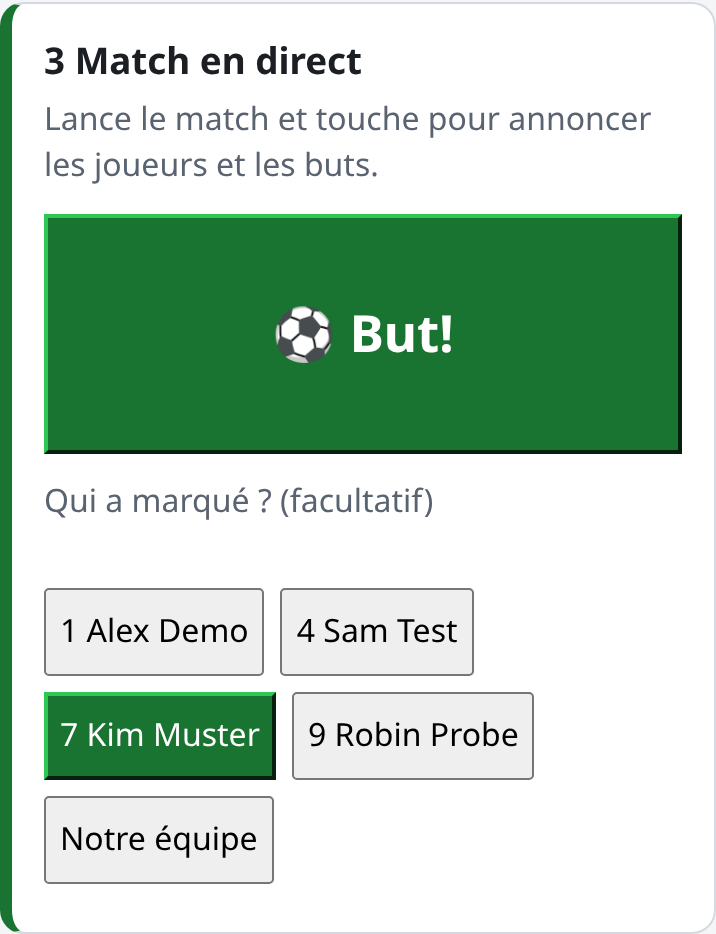 3 Match en direct
Lance le match et touche pour annoncer
les joueurs et les buts.
⚽ But!
Qui a marqué ? (facultatif)
1 Alex Demo
4 Sam Test
7 Kim Muster
9 Robin Probe
Notre équipe